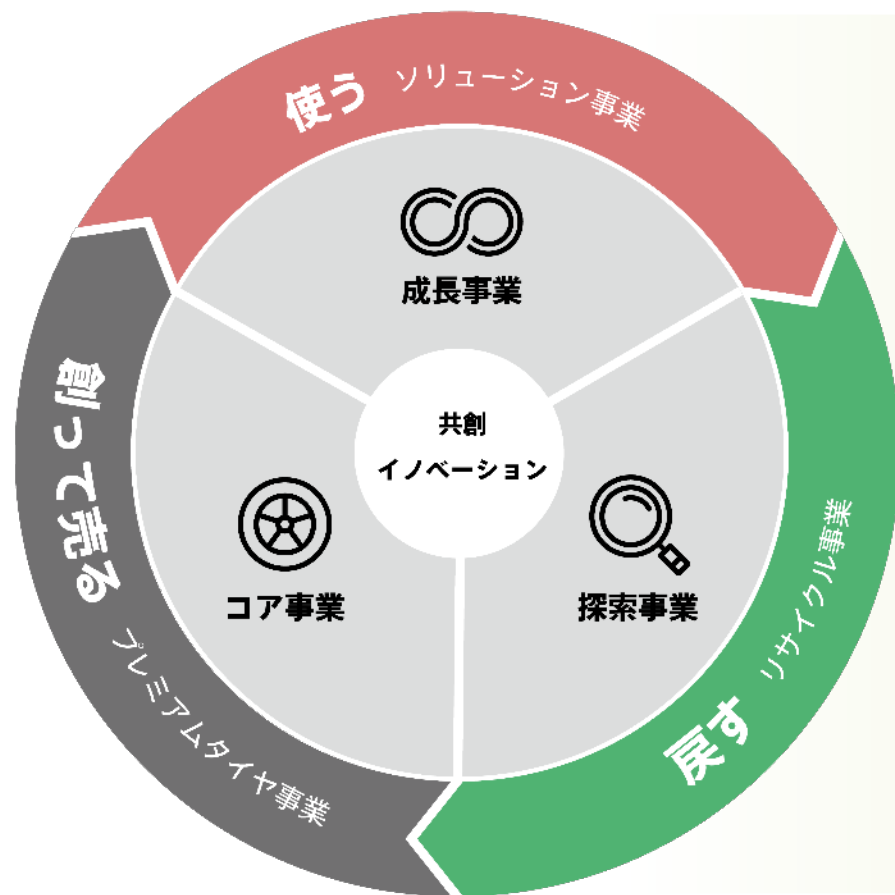 使う ソリューション事業
成長事業
共創
イノベーション
創って売る プレミアムタイヤ事業
コア事業
探索事業
戻す リサイクル事業